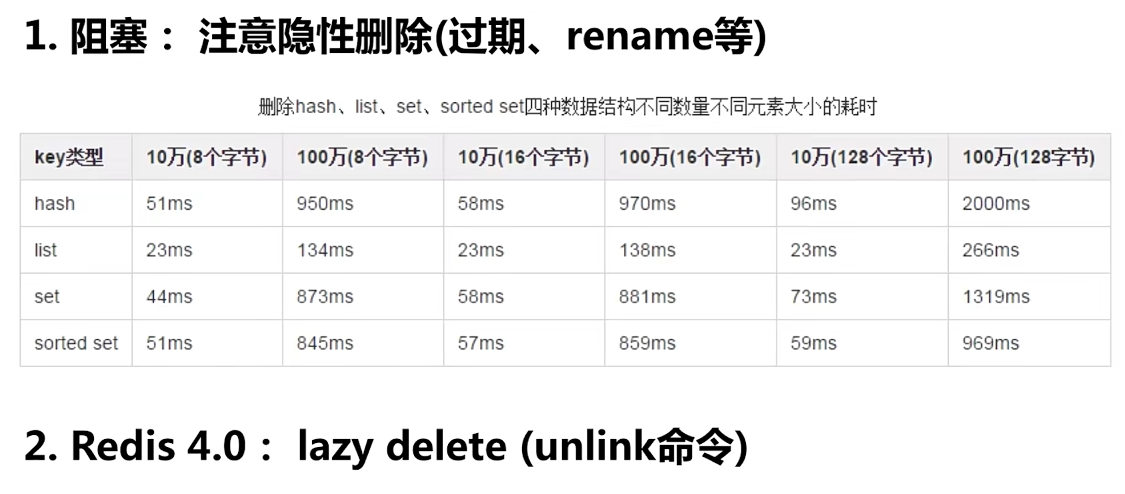 1. 阻塞： 注意隐性删除(过期、rename等)
删除hash、list、set、sorted set四种数据结构不同数量不同元素大小的耗时
key类型 10万(8个字节) 100万(8个字节) 10万(16个字节) 100万(16个字节) 10万(128个字节) 100万(128字节)
hash 51ms 950ms 58ms 970ms 96ms 2000ms
list 23ms 134ms 23ms 138ms 23ms 266ms
set 44ms 873ms 58ms 881ms 73ms 1319ms
sorted set 51ms 845ms 57ms 859ms 59ms 969ms
2. Redis 4.0： lazy delete (unlink命令)